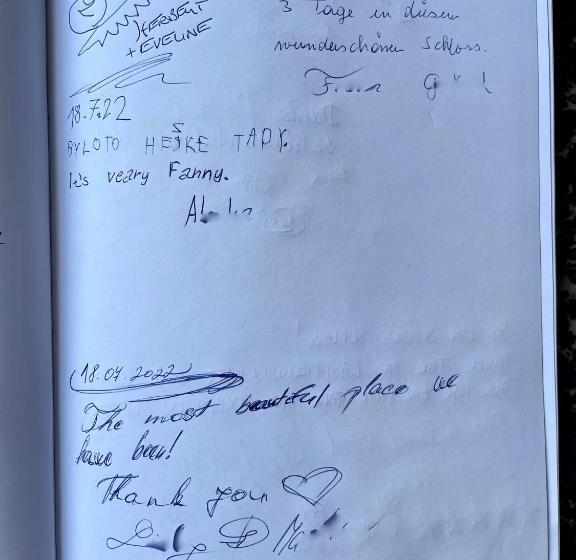 HERBERT
+ EVELINE
3 Tage in diesem
wunderschönen Schloss.
18.7.22
BYLOTO HEŠKE TADY.
It's veary Fanny.
18.07.2022
The most beautiful place we
have been!
Thank you ♡